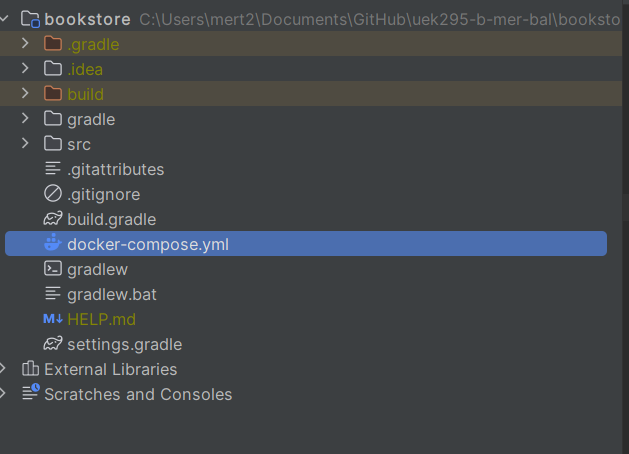 bookstore C:\Users\mert2\Documents\GitHub\uek295-b-mer-bal\booksto
.gradle
.idea
build
gradle
src
.gitattributes
.gitignore
build.gradle
docker-compose.yml
gradlew
gradlew.bat
M↓ HELP.md
settings.gradle
External Libraries
Scratches and Consoles